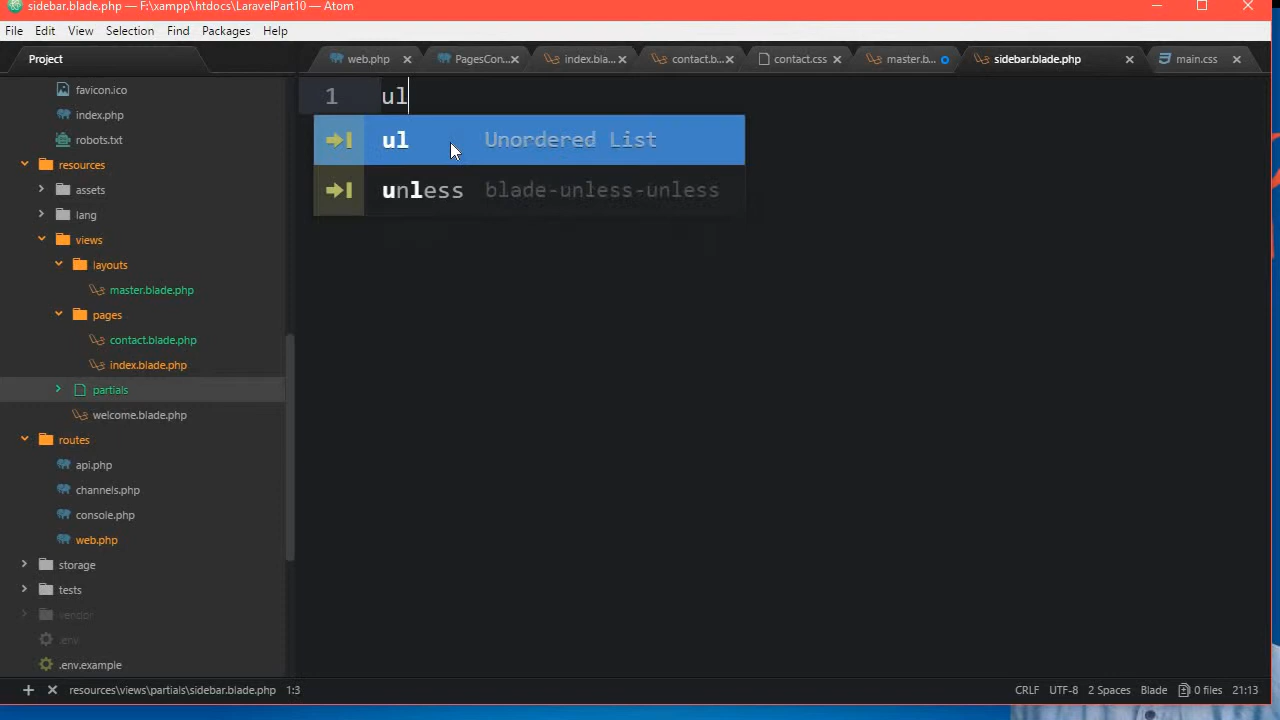 sidebar.blade.php — F:\xampp\htdocs\LaravelPart10 — Atom
File Edit View Selection Find Packages Help
Project
web.php PagesCon... index.bla... contact.b... contact.css master.b... sidebar.blade.php main.css
favicon.ico
index.php
robots.txt
resources
assets
lang
views
layouts
master.blade.php
pages
contact.blade.php
index.blade.php
partials
welcome.blade.php
routes
api.php
channels.php
console.php
web.php
storage
tests
vendor
.env
.env.example
1 ul
ul Unordered List
unless blade-unless-unless
resources\views\partials\sidebar.blade.php 1:3 CRLF UTF-8 2 Spaces Blade 0 files 21:13